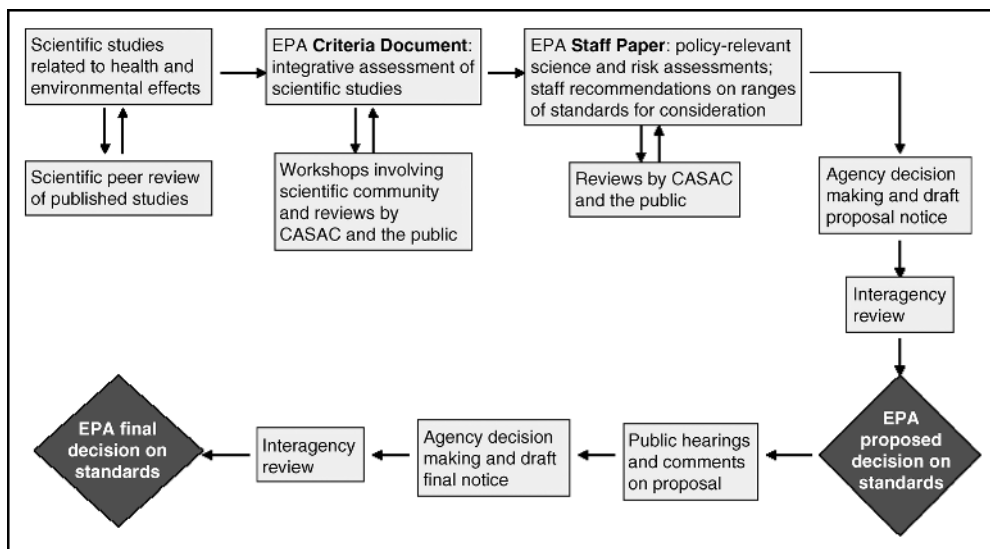 Scientific studies
related to health and
environmental effects
EPA Criteria Document:
integrative assessment of
scientific studies
EPA Staff Paper: policy-relevant
science and risk assessments;
staff recommendations on ranges
of standards for consideration
Scientific peer review
of published studies
Workshops involving
scientific community
and reviews by
CASAC and the public
Reviews by CASAC
and the public
Agency decision
making and draft
proposal notice
Interagency
review
EPA
proposed
decision on
standards
Public hearings
and comments
on proposal
Agency decision
making and draft
final notice
Interagency
review
EPA final
decision on
standards